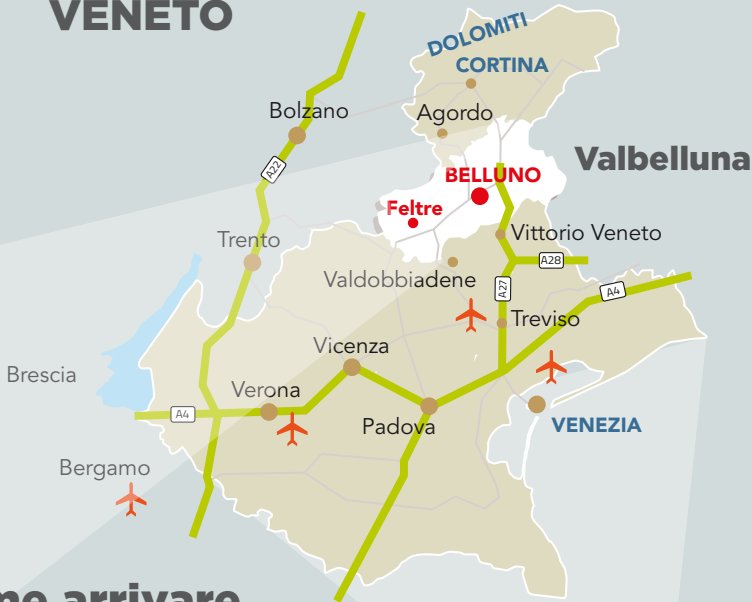 VENETO
DOLOMITI
CORTINA
Bolzano
Agordo
A22
Valbelluna
BELLUNO
Feltre
Trento
Vittorio Veneto
A28
Valdobbiadene
A27
A4
Treviso
Vicenza
Brescia
Verona
A4
Padova
VENEZIA
Bergamo
arrivare